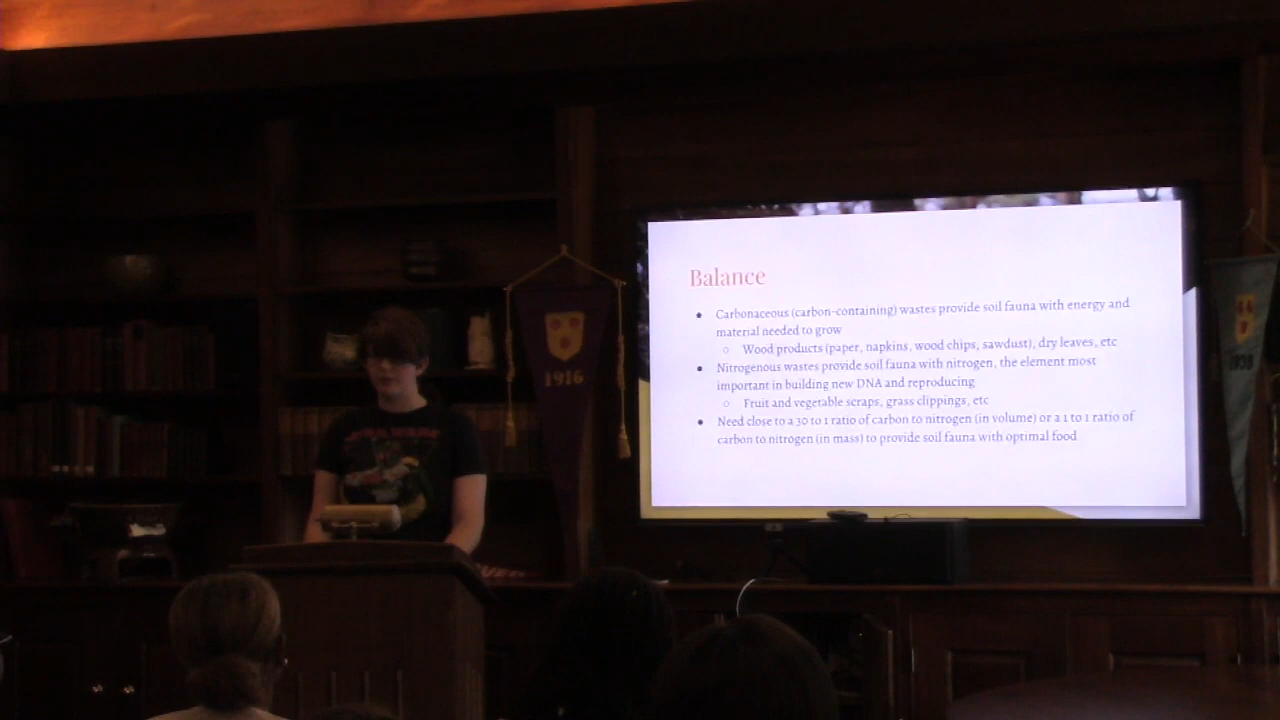 Balance
Carbonaceous (carbon-containing) wastes provide soil fauna with energy and
material needed to grow
Wood products (paper, napkins, wood chips, sawdust), dry leaves, etc
Nitrogenous wastes provide soil fauna with nitrogen, the element most
important in building new DNA and reproducing
Fruit and vegetable scraps, grass clippings, etc
Need close to a 30 to 1 ratio of carbon to nitrogen (in volume) or a 1 to 1 ratio of
carbon to nitrogen (in mass) to provide soil fauna with optimal food
1916
1938